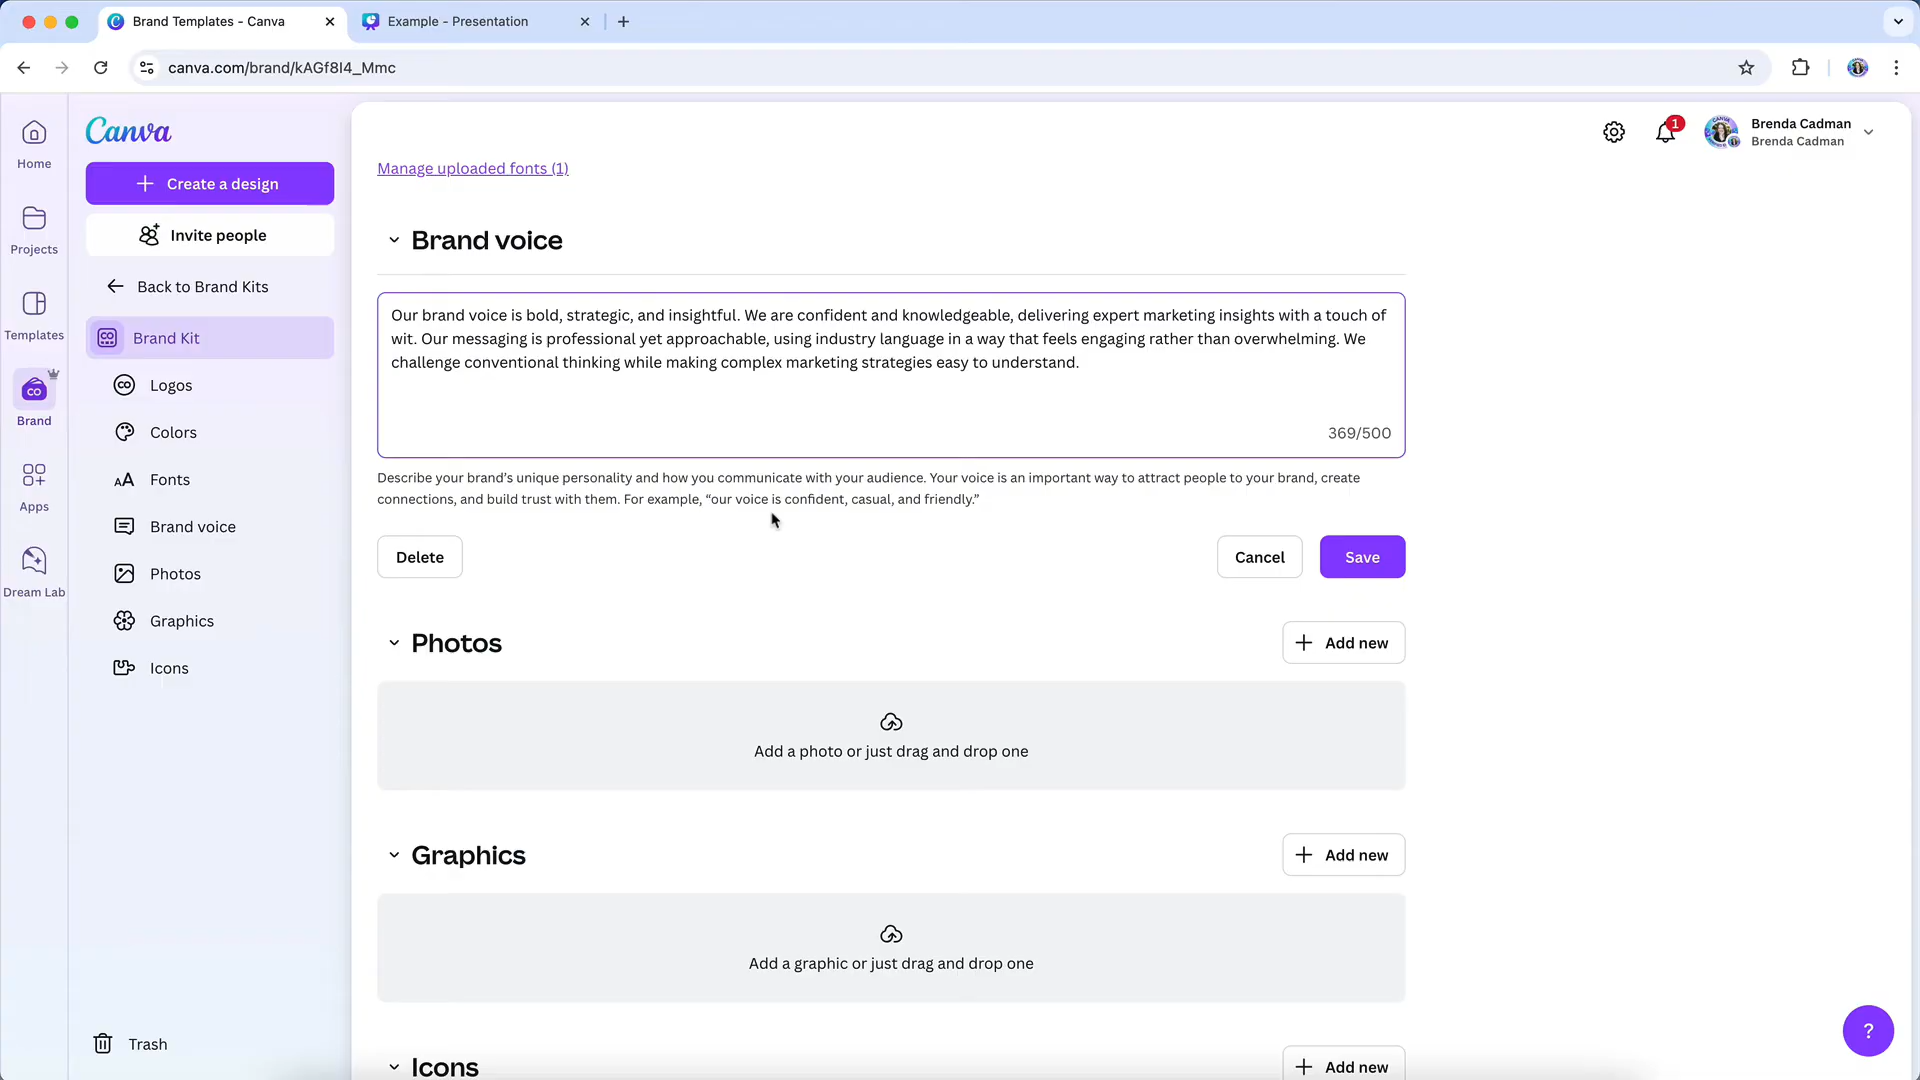 Brand Templates - Canva
Example - Presentation
canva.com/brand/kAGf8I4_Mmc
Home
Projects
Templates
Brand
Apps
Dream Lab
Canva
Create a design
Invite people
Back to Brand Kits
Brand Kit
Logos
Colors
Fonts
Brand voice
Photos
Graphics
Icons
Trash
1
Brenda Cadman
Brenda Cadman
Manage uploaded fonts (1)
Brand voice
Our brand voice is bold, strategic, and insightful. We are confident and knowledgeable, delivering expert marketing insights with a touch of
wit. Our messaging is professional yet approachable, using industry language in a way that feels engaging rather than overwhelming. We
challenge conventional thinking while making complex marketing strategies easy to understand.
369/500
Describe your brand’s unique personality and how you communicate with your audience. Your voice is an important way to attract people to your brand, create
connections, and build trust with them. For example, “our voice is confident, casual, and friendly.”
Delete
Cancel
Save
Photos
Add new
Add a photo or just drag and drop one
Graphics
Add new
Add a graphic or just drag and drop one
Icons
Add new
?